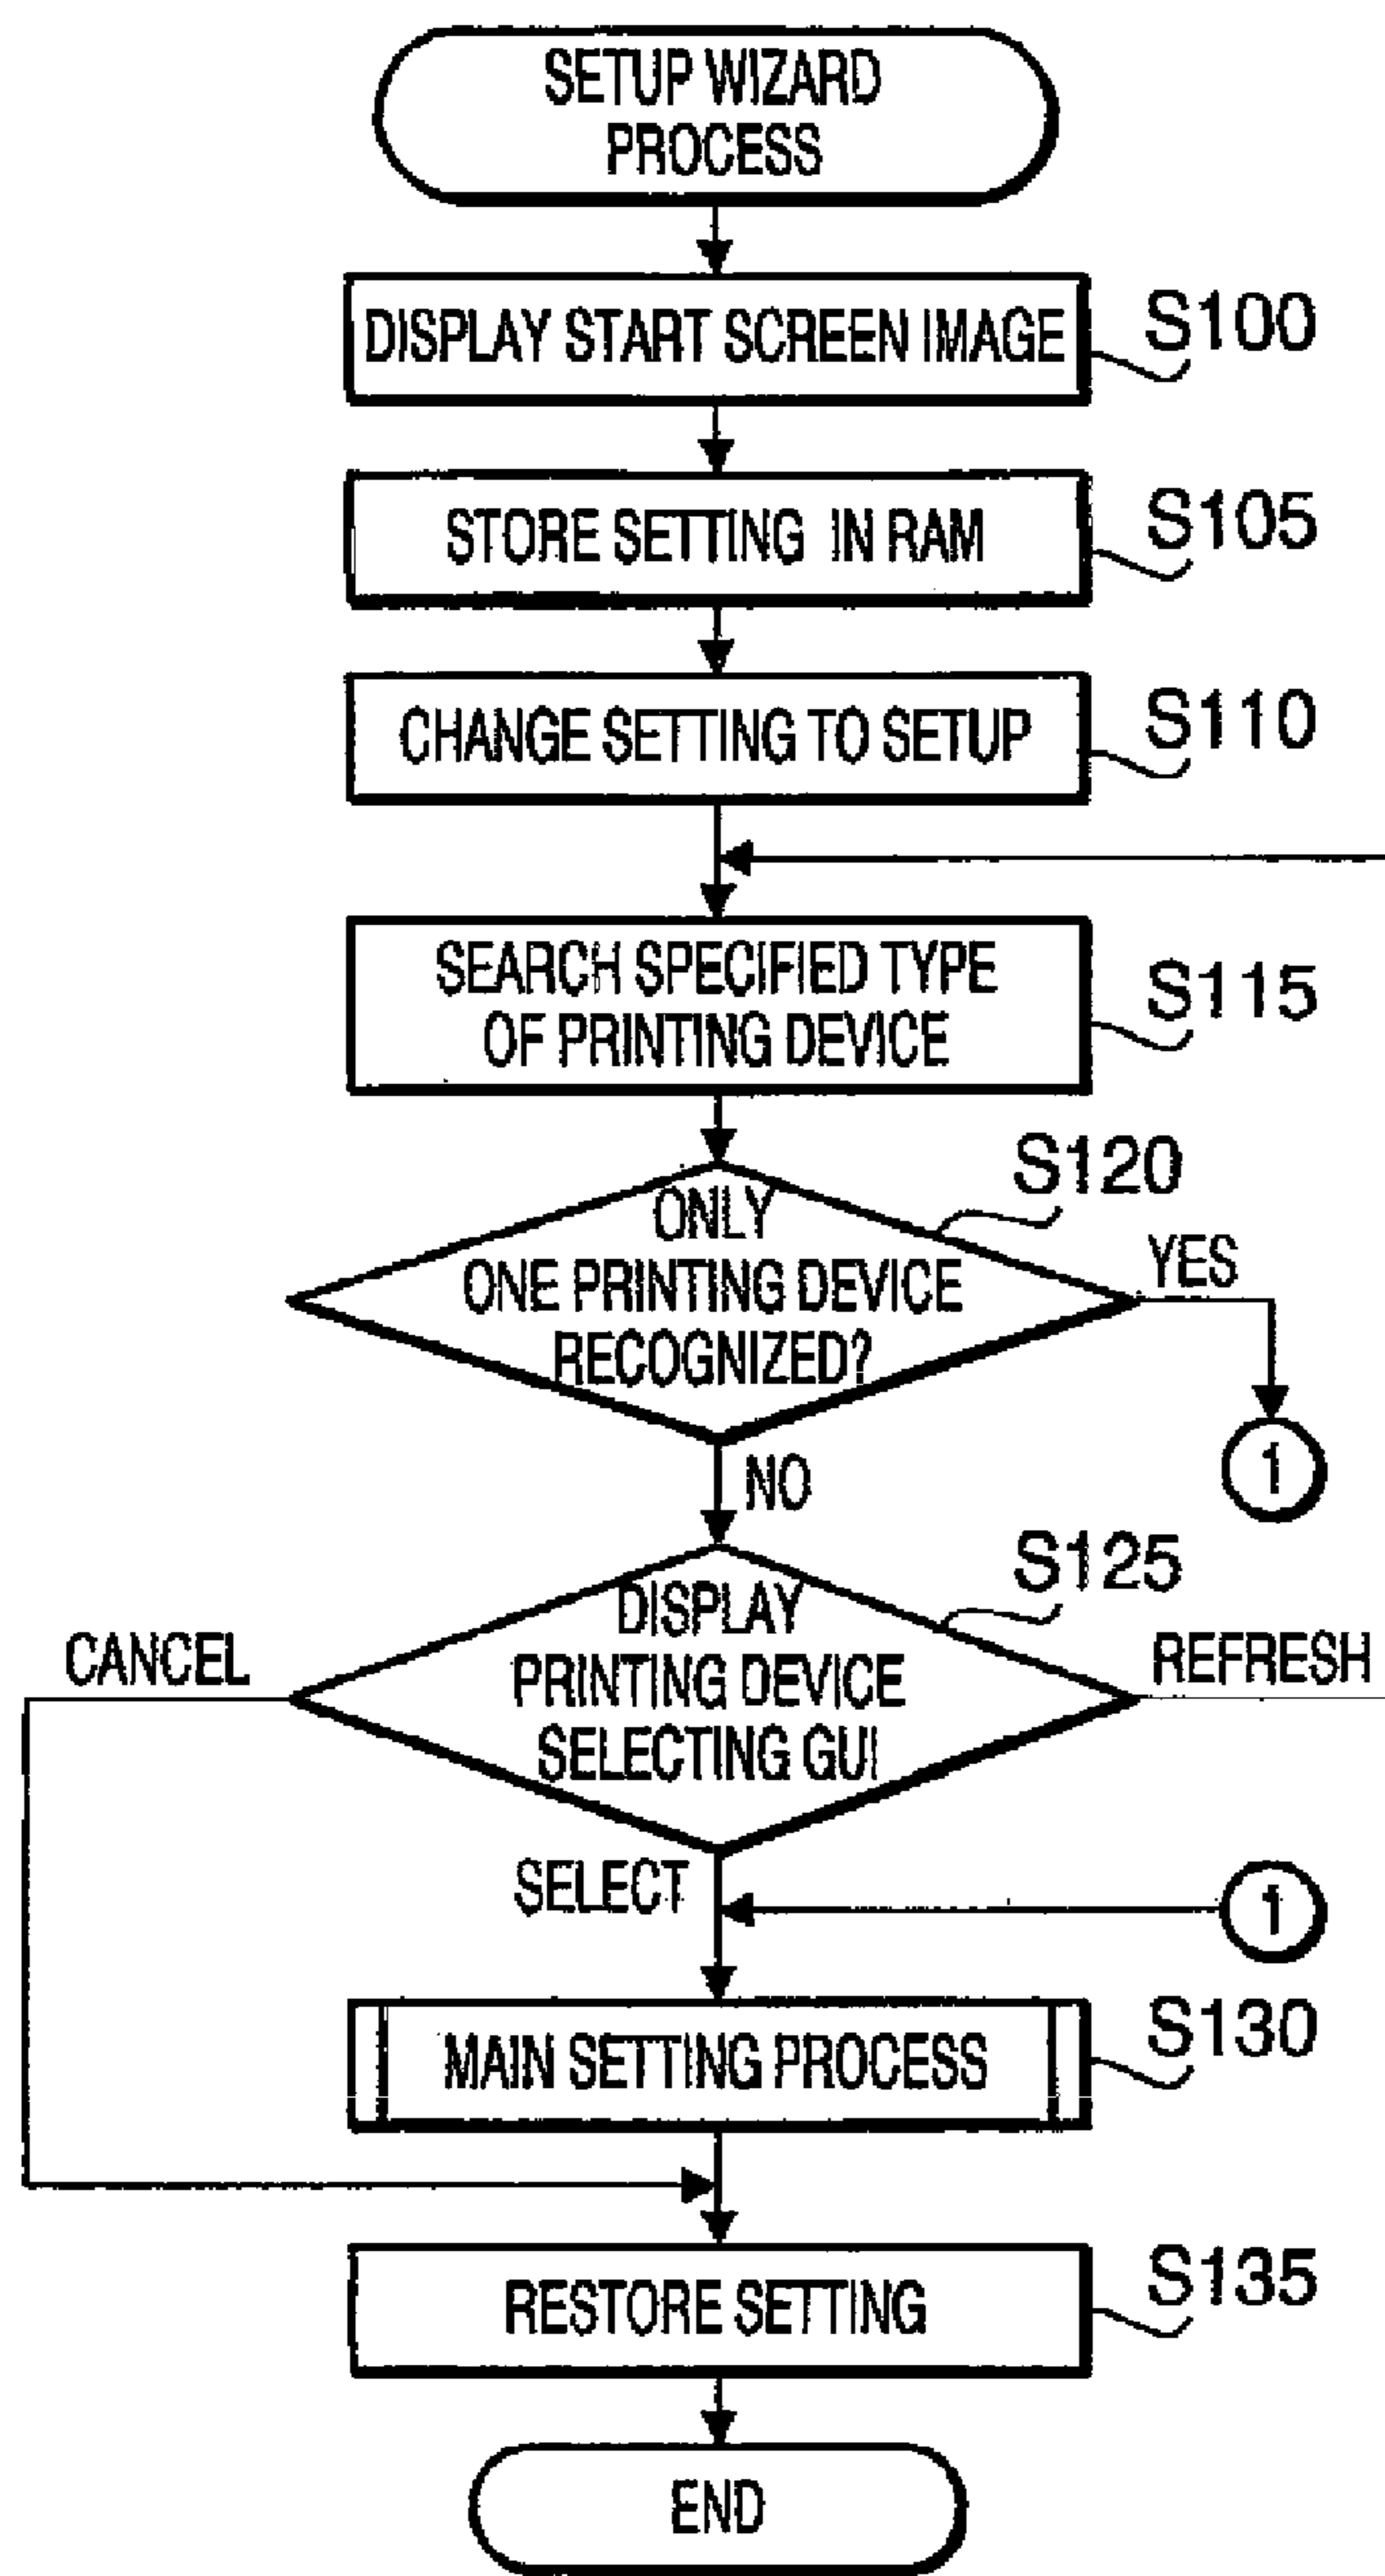 SETUP WIZARD
PROCESS
DISPLAY START SCREEN IMAGE
S100
STORE SETTING IN RAM
S105
CHANGE SETTING TO SETUP
S110
SEARCH SPECIFIED TYPE
OF PRINTING DEVICE
S115
S120
ONLY
ONE PRINTING DEVICE
RECOGNIZED?
YES
1
NO
S125
DISPLAY
PRINTING DEVICE
SELECTING GUI
CANCEL
REFRESH
SELECT
1
MAIN SETTING PROCESS
S130
RESTORE SETTING
S135
END